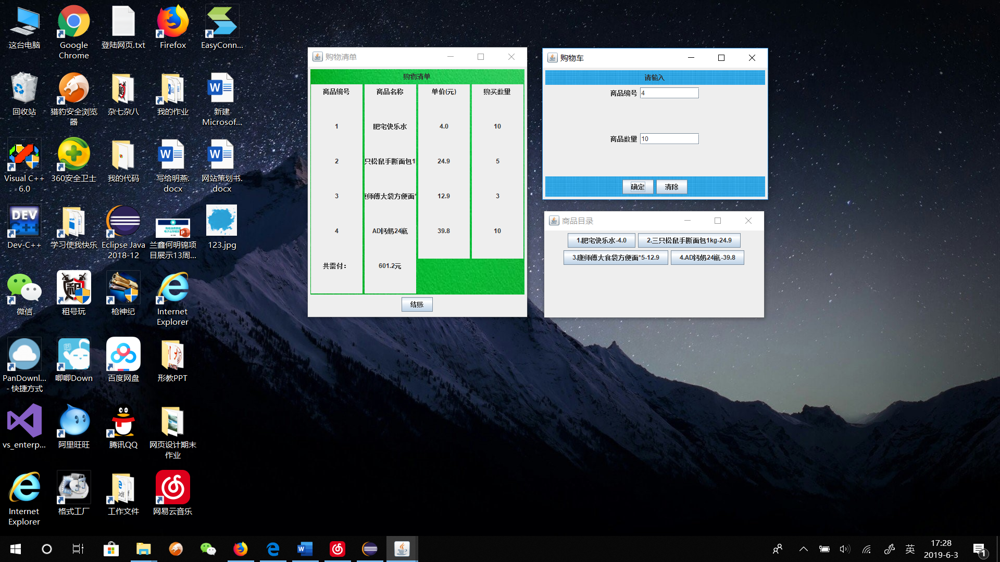 这台电脑
Google
Chrome
登陆网页.txt
Firefox
EasyConn...
回收站
猎豹安全浏览
器
杂七杂八
我的作业
新建
Microsof...
Visual C++
6.0
360安全卫士
我的代码
写给明燕.
docx
网站策划书.
docx
Dev-C++
学习使我快乐
Eclipse Java
2018-12
兰鑫何明锦项
目展示13周...
123.jpg
微信
租号玩
枪神纪
Internet
Explorer
PanDownl...
- 快捷方式
唧唧Down
百度网盘
形教PPT
vs_enterp...
阿里旺旺
腾讯QQ
网页设计期末
作业
Internet
Explorer
格式工厂
工作文件
网易云音乐
购物清单
购物清单
商品编号 商品名称 单价(元) 购买数量
1 肥宅快乐水 4.0 10
2 只松鼠手撕面包1 24.9 5
3 康师傅大袋方便面* 12.9 3
4 AD钙奶24瓶 39.8 10
共需付： 601.2元
结账
购物车
请输入
商品编号 4
商品数量 10
确定 清除
商品目录
1.肥宅快乐水-4.0 2.三只松鼠手撕面包1kg-24.9
3.康师傅大食袋方便面*5-12.9 4.AD钙奶24瓶-39.8
英
17:28
2019-6-3
1